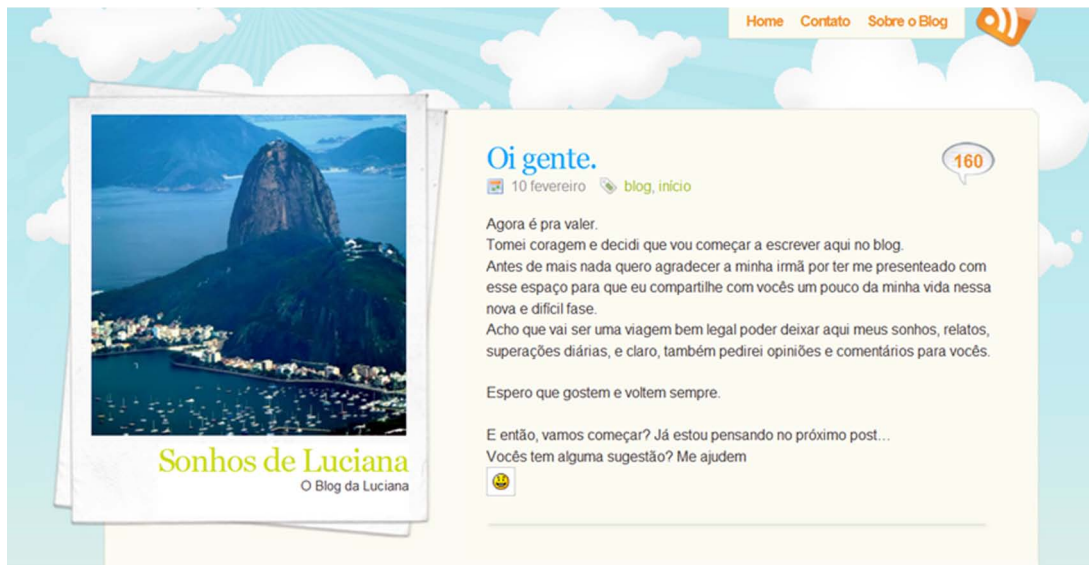 Home Contato Sobre o Blog
Oi gente.
160
10 fevereiro blog, início
Agora é pra valer.
Tomei coragem e decidi que vou começar a escrever aqui no blog.
Antes de mais nada quero agradecer a minha irmã por ter me presenteado com
esse espaço para que eu compartilhe com vocês um pouco da minha vida nessa
nova e difícil fase.
Acho que vai ser uma viagem bem legal poder deixar aqui meus sonhos, relatos,
superações diárias, e claro, também pedirei opiniões e comentários para vocês.
Espero que gostem e voltem sempre.
E então, vamos começar? Já estou pensando no próximo post…
Vocês tem alguma sugestão? Me ajudem
Sonhos de Luciana
O Blog da Luciana